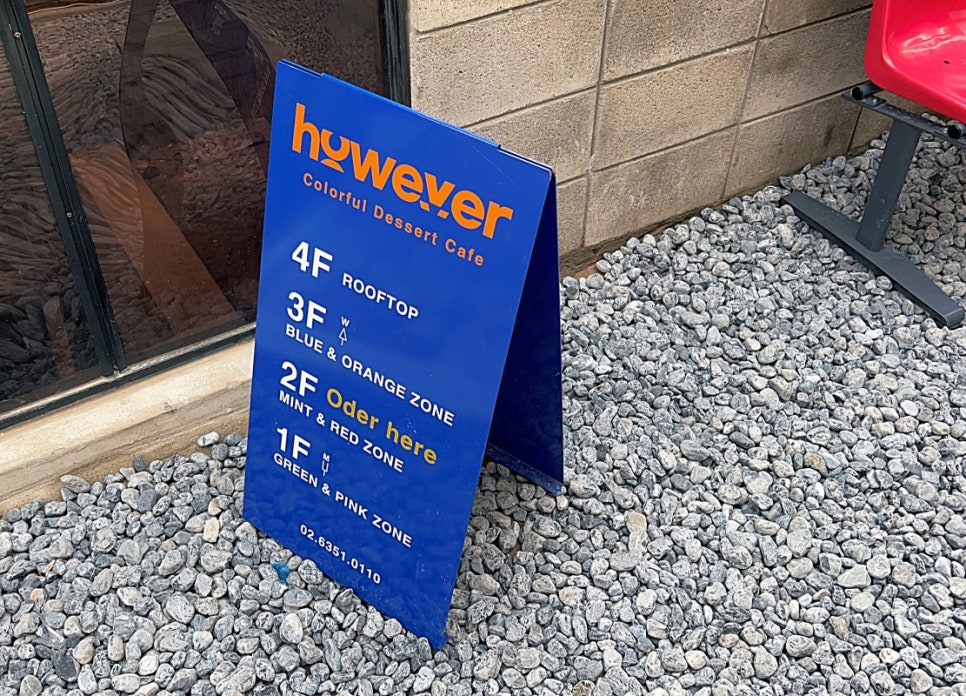 however
Colorful Dessert Cafe
4F ROOFTOP
3F W
BLUE & ORANGE ZONE
2F Oder here
MINT & RED ZONE
1F M
GREEN & PINK ZONE
02.6351.0110